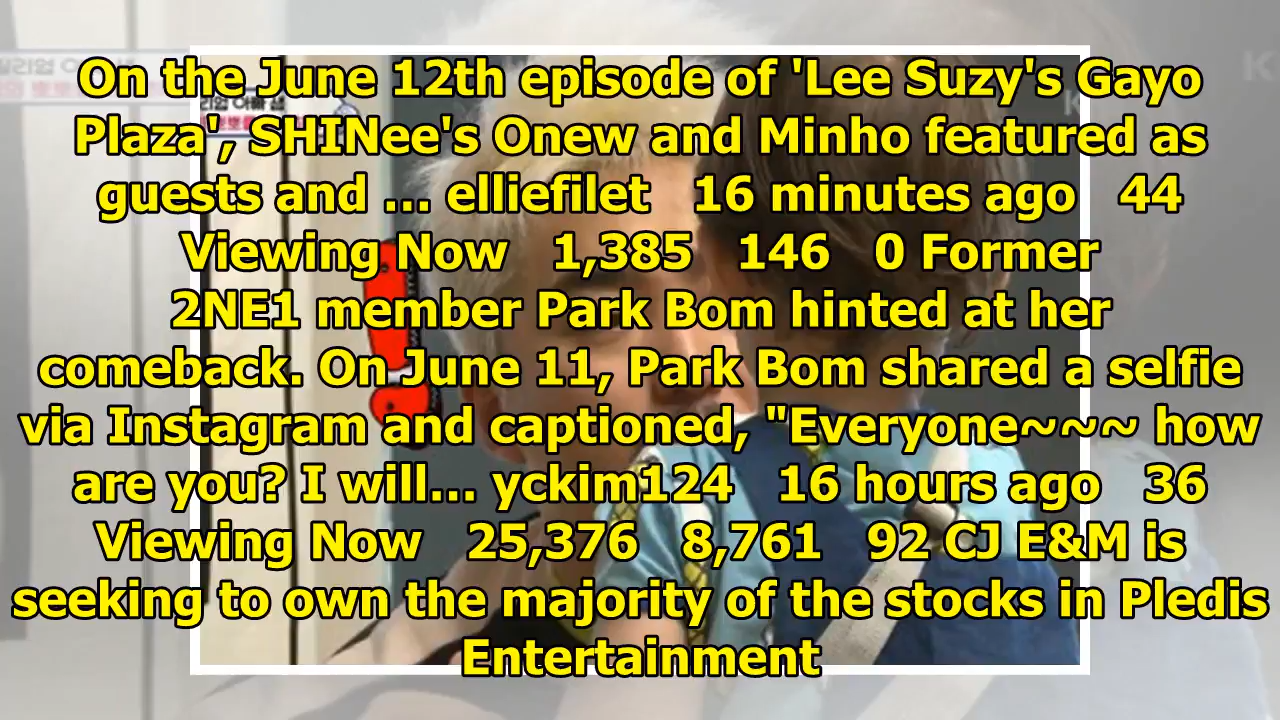 On the June 12th episode of 'Lee Suzy's Gayo
Plaza', SHINee's Onew and Minho featured as
guests and ... elliefilet 16 minutes ago 44
Viewing Now 1,385 146 0 Former
2NE1 member Park Bom hinted at her
comeback. On June 11, Park Bom shared a selfie
via Instagram and captioned, "Everyone~~~ how
are you? I will... yckim124 16 hours ago 36
Viewing Now 25,376 8,761 92 CJ E&M is
seeking to own the majority of the stocks in Pledis
Entertainment